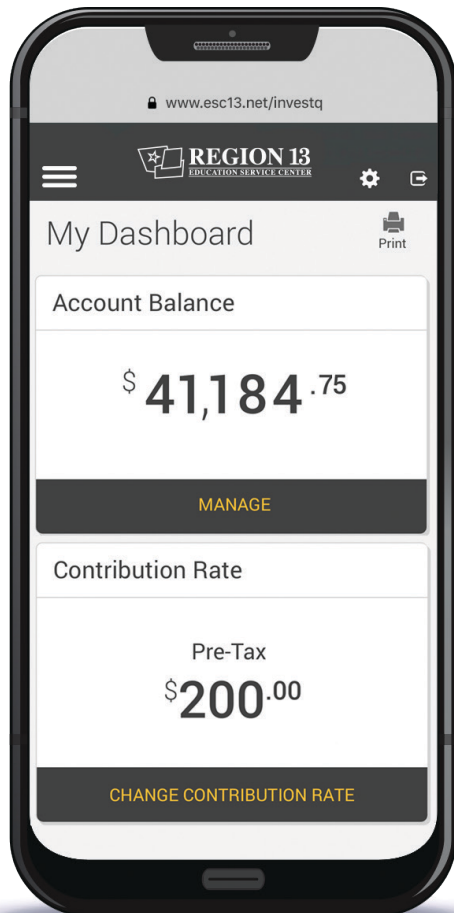 www.esc13.net/investq
REGION 13
EDUCATION SERVICE CENTER
My Dashboard
Print
Account Balance
$41,184.75
MANAGE
Contribution Rate
Pre-Tax
$200.00
CHANGE CONTRIBUTION RATE